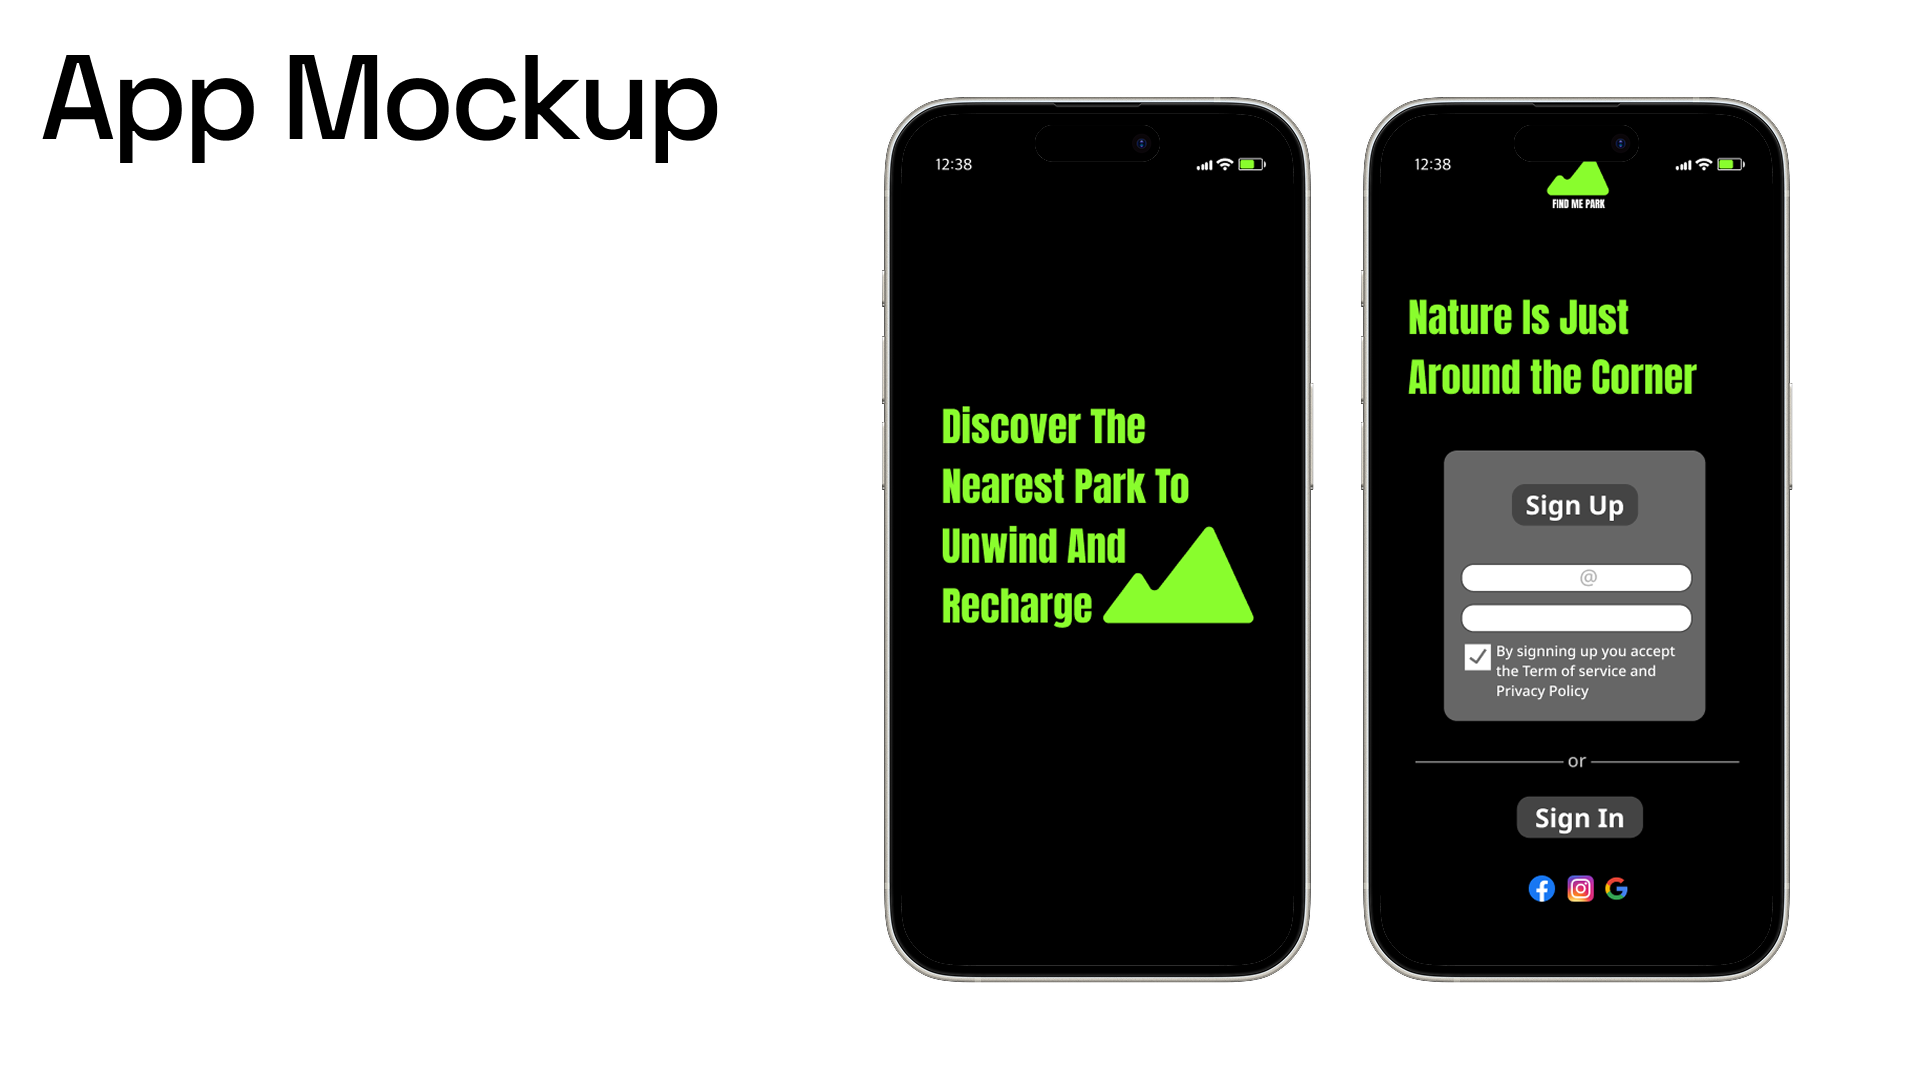 App Mockup
12:38
Discover The
Nearest Park To
Unwind And
Recharge
12:38
FIND ME PARK
Nature Is Just
Around the Corner
Sign Up
@
By signning up you accept
the Term of service and
Privacy Policy
or
Sign In